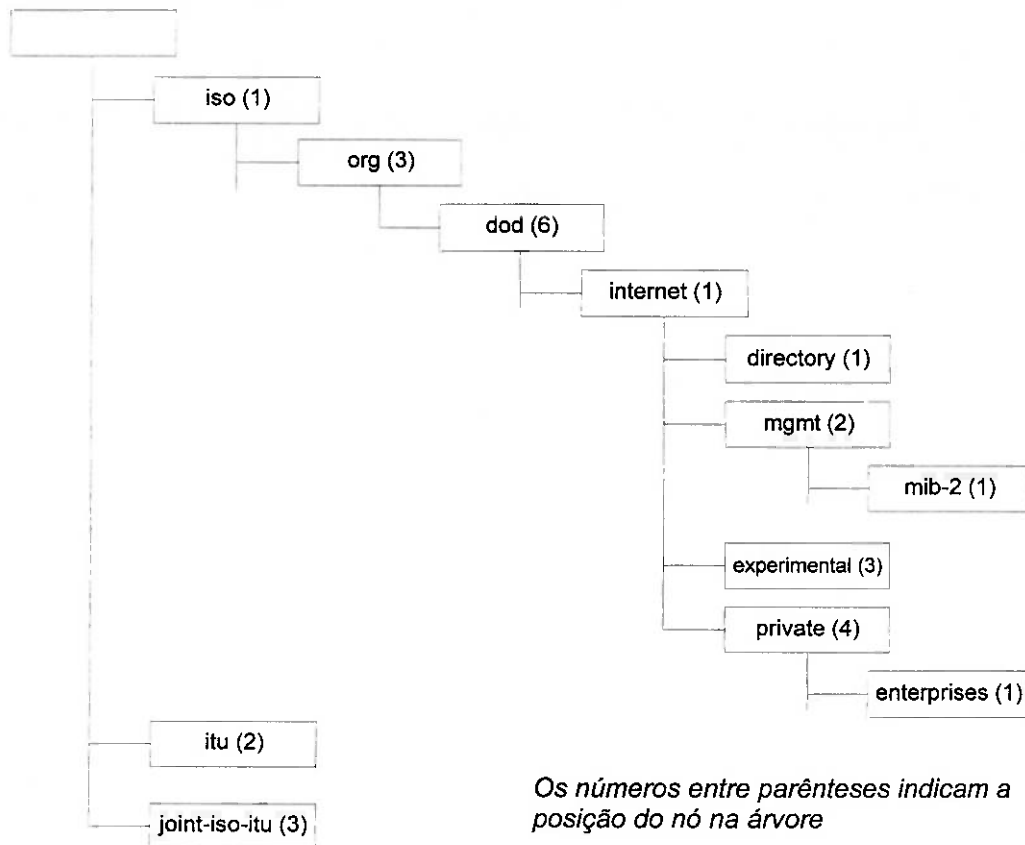 iso (1)
org (3)
dod (6)
internet (1)
directory (1)
mgmt (2)
mib-2 (1)
experimental (3)
private (4)
enterprises (1)
itu (2)
joint-iso-itu (3)
Os números entre parênteses indicam a
posição do nó na árvore